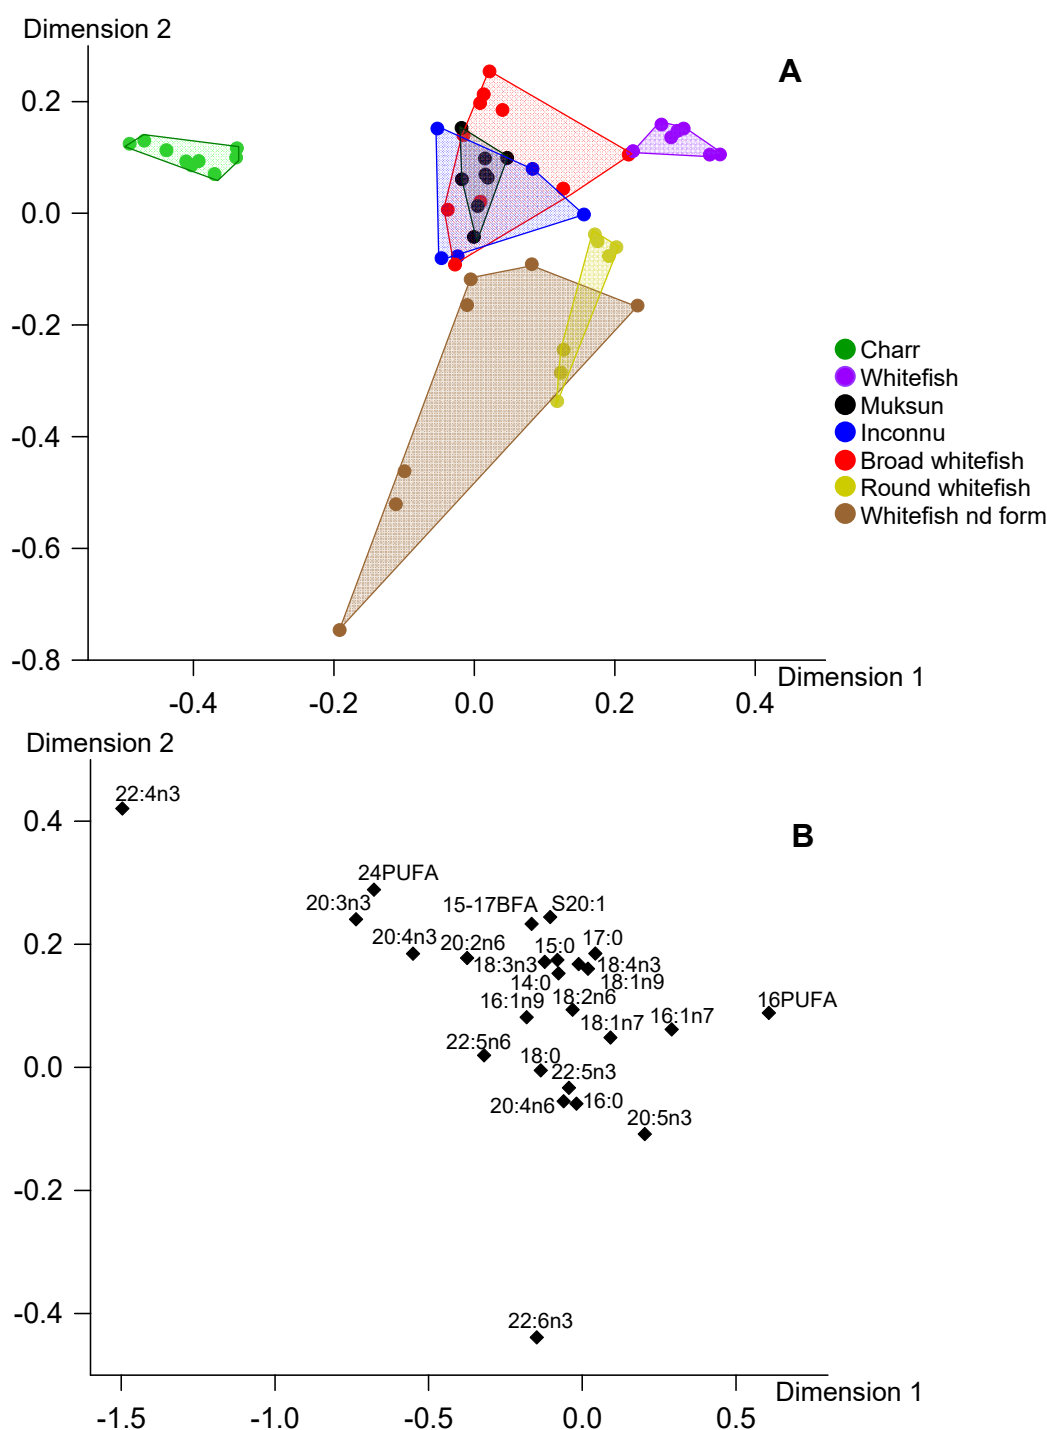 Dimension 2
A
0.2
0.0
-0.2
-0.4
-0.6
-0.8
Charr
Whitefish
Muksun
Inconnu
Broad whitefish
Round whitefish
Whitefish nd form
Dimension 1
-0.4
-0.2
0.0
0.2
0.4
Dimension 2
B
0.4
0.2
0.0
-0.2
-0.4
22:4n3
24PUFA
20:3n3
15-17BFA
S20:1
20:4n3
20:2n6
15:0
17:0
18:3n3
18:4n3
14:0
18:1n9
16:1n9
18:2n6
16PUFA
18:1n7
16:1n7
22:5n6
18:0
22:5n3
20:4n6
16:0
20:5n3
22:6n3
Dimension 1
-1.5
-1.0
-0.5
0.0
0.5